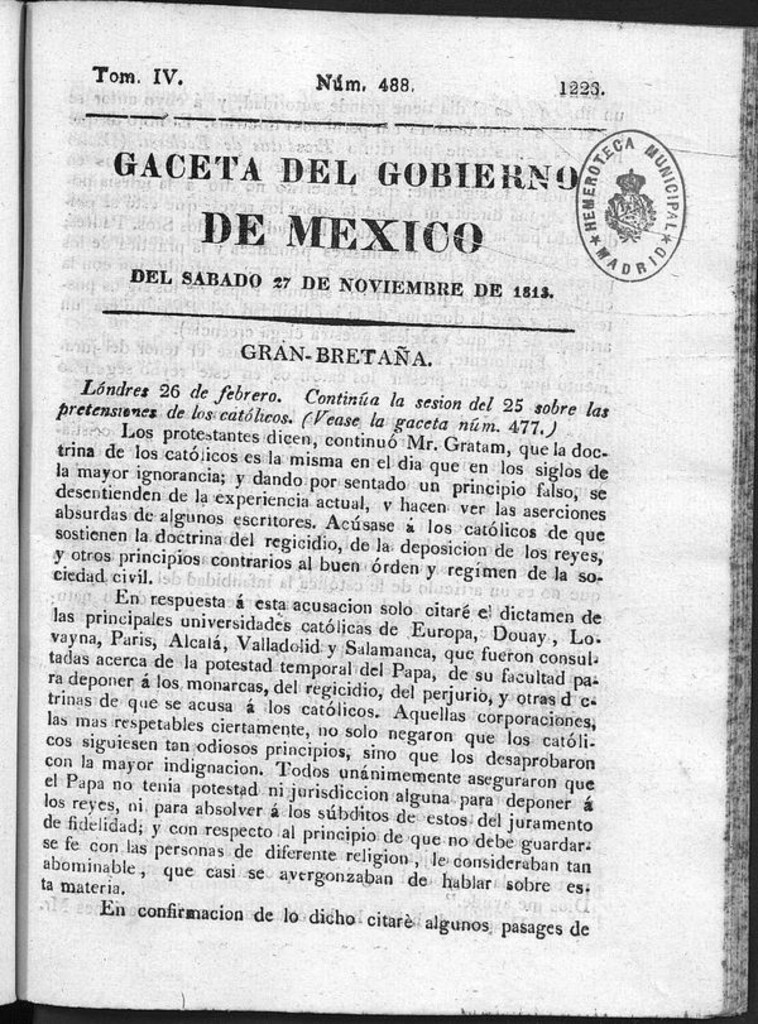 Tom. IV. Núm. 488. 1223.
GACETA DEL GOBIERNO
DE MEXICO
DEL SABADO 27 DE NOVIEMBRE DE 1813.
HEMEROTECA MUNICIPAL
★ MADRID ★
GRAN-BRETAÑA.
Lóndres 26 de febrero. Continúa la sesion del 25 sobre las
pretensiones de los católicos. (Vease la gaceta núm. 477.)
Los protestantes dicen, continuó Mr. Gratam, que la doc-
trina de los católicos es la misma en el dia que en los siglos de
la mayor ignorancia; y dando por sentado un principio falso, se
desentienden de la experiencia actual, y hacen ver las aserciones
absurdas de algunos escritores. Acúsase á los católicos de que
sostienen la doctrina del regicidio, de la deposicion de los reyes,
y otros principios contrarios al buen órden y regímen de la so-
ciedad civil.
En respuesta á esta acusacion solo citaré el dictamen de
las principales universidades católicas de Europa, Douay, Lo-
vayna, Paris, Alcalá, Valladolid y Salamanca, que fueron consul-
tadas acerca de la potestad temporal del Papa, de su facultad pa-
ra deponer á los monarcas, del regicidio, del perjurio, y otras d c-
trinas de que se acusa á los católicos. Aquellas corporaciones,
las mas respetables ciertamente, no solo negaron que los católi-
cos siguiesen tan odiosos principios, sino que los desaprobaron
con la mayor indignacion. Todos unánimemente aseguraron que
el Papa no tenia potestad ni jurisdiccion alguna para deponer á
los reyes, ni para absolver á los súbditos de estos del juramento
de fidelidad; y con respecto al principio de que no debe guardar-
se fe con las personas de diferente religion, le consideraban tan
abominable, que casi se avergonzaban de hablar sobre es-
ta materia.
En confirmacion de lo dicho citarè algunos pasages de